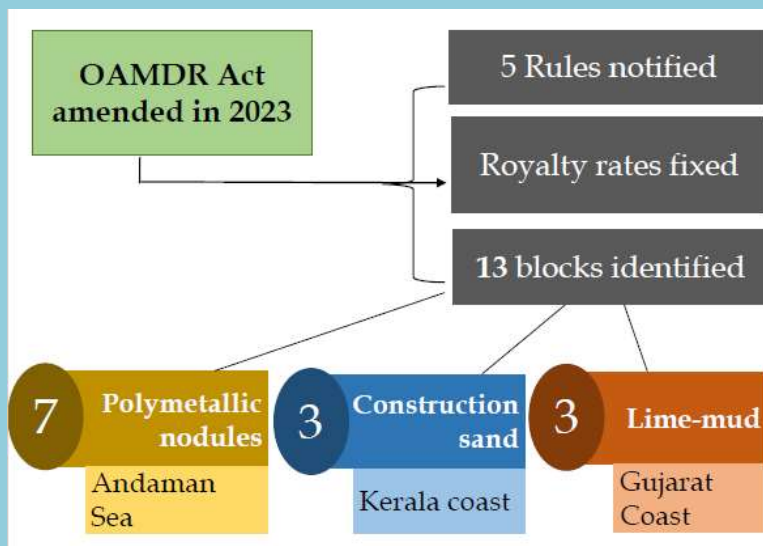 OAMDR Act
amended in 2023
5 Rules notified
Royalty rates fixed
13 blocks identified
7
Polymetallic
nodules
Andaman
Sea
3
Construction
sand
Kerala coast
3
Lime-mud
Gujarat
Coast